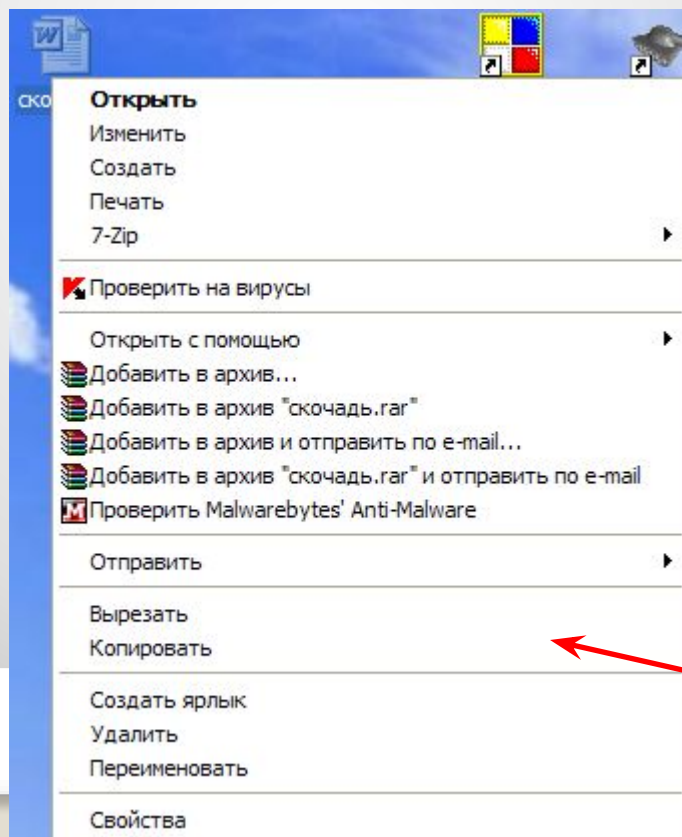 ско
Открыть
Изменить
Создать
Печать
7-Zip
Проверить на вирусы
Открыть с помощью
Добавить в архив...
Добавить в архив "скочадь.rar"
Добавить в архив и отправить по e-mail...
Добавить в архив "скочадь.rar" и отправить по e-mail
Проверить Malwarebytes' Anti-Malware
Отправить
Вырезать
Копировать
Создать ярлык
Удалить
Переименовать
Свойства